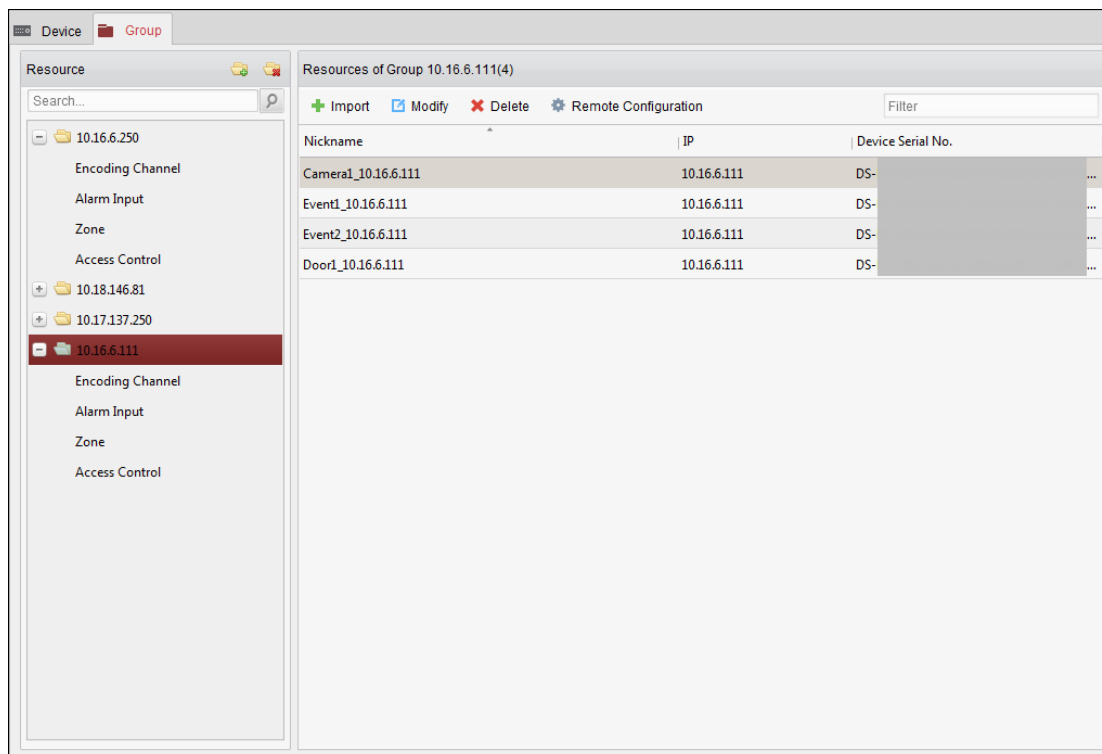 Device Group
Resource
Search...
10.16.6.250
Encoding Channel
Alarm Input
Zone
Access Control
10.18.146.81
10.17.137.250
10.16.6.111
Encoding Channel
Alarm Input
Zone
Access Control
Resources of Group 10.16.6.111(4)
Import Modify Delete Remote Configuration Filter
Nickname IP Device Serial No.
Camera1_10.16.6.111 10.16.6.111 DS- ...
Event1_10.16.6.111 10.16.6.111 DS- ...
Event2_10.16.6.111 10.16.6.111 DS- ...
Door1_10.16.6.111 10.16.6.111 DS- ...